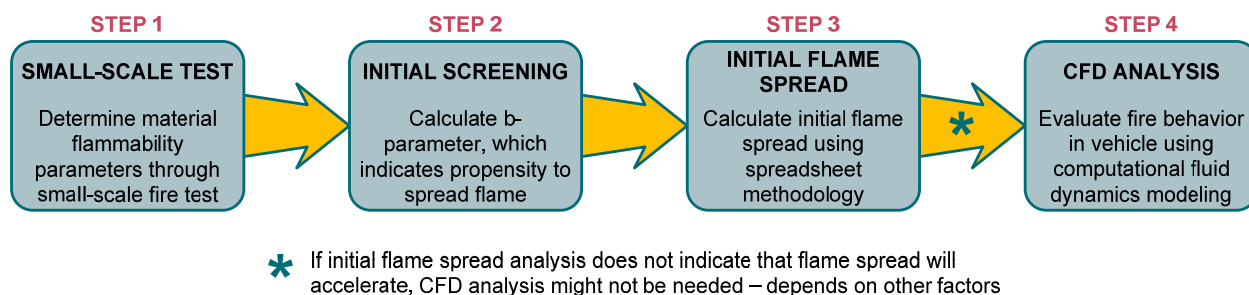 STEP 1
SMALL-SCALE TEST
Determine material
flammability
parameters through
small-scale fire test
STEP 2
INITIAL SCREENING
Calculate b-
parameter, which
indicates propensity to
spread flame
STEP 3
INITIAL FLAME
SPREAD
Calculate initial flame
spread using
spreadsheet
methodology
*
STEP 4
CFD ANALYSIS
Evaluate fire behavior
in vehicle using
computational fluid
dynamics modeling
* If initial flame spread analysis does not indicate that flame spread will
accelerate, CFD analysis might not be needed – depends on other factors